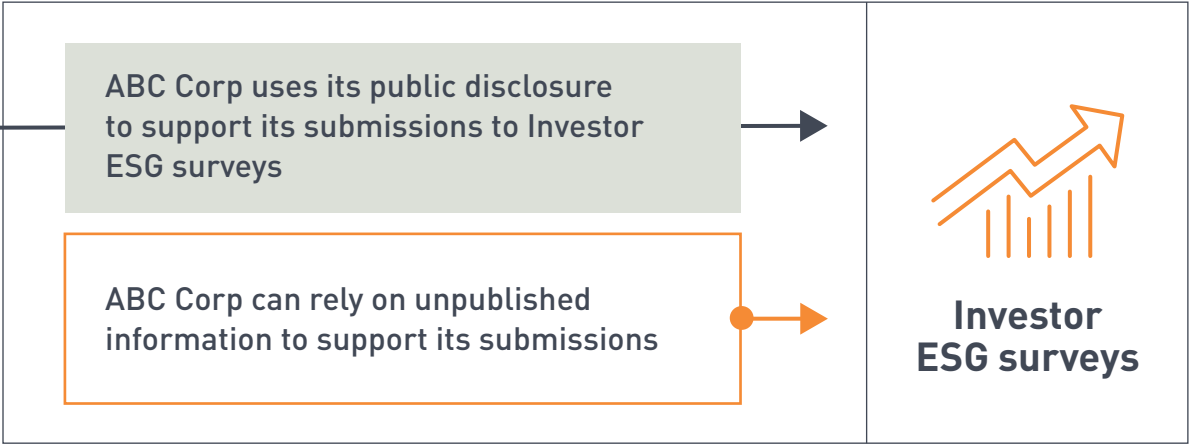 ABC Corp uses its public disclosure
to support its submissions to Investor
ESG surveys
ABC Corp can rely on unpublished
information to support its submissions
Investor
ESG surveys